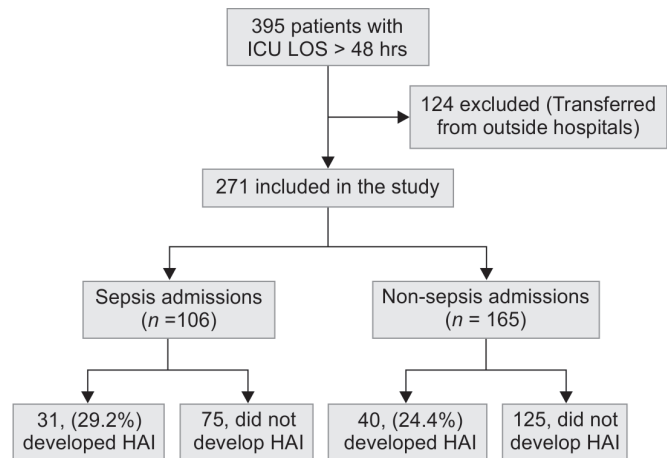 395 patients with
ICU LOS > 48 hrs
124 excluded (Transferred
from outside hospitals)
271 included in the study
Sepsis admissions
(n =106)
Non-sepsis admissions
(n = 165)
31, (29.2%)
developed HAI
75, did not
develop HAI
40, (24.4%)
developed HAI
125, did not
develop HAI